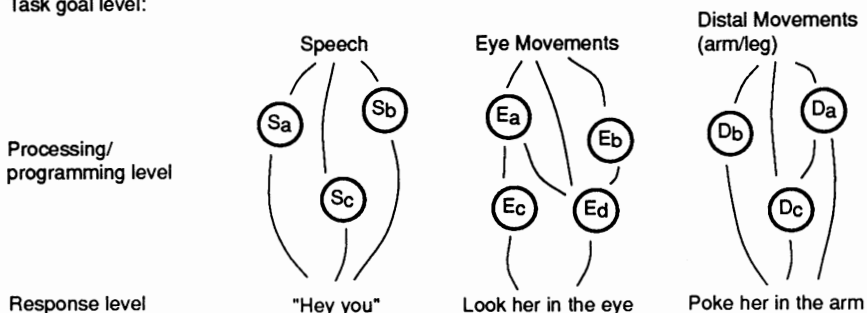 Task goal level:
Distal Movements
(arm/leg)
Speech
Eye Movements
Sa
Sb
Ea
Eb
Db
Da
Processing/
programming level
Sc
Ec
Ed
Dc
Response level
"Hey you"
Look her in the eye
Poke her in the arm